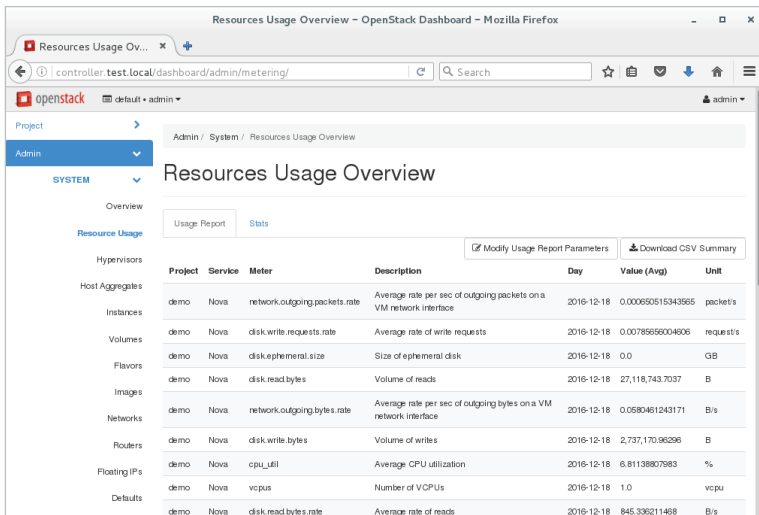 Resources Usage Overview - OpenStack Dashboard - Mozilla Firefox
Resources Usage Ov...
controller.test.local/dashboard/admin/metering/
Search
openstack default • admin
admin
Project
Admin
SYSTEM
Overview
Resource Usage
Hypervisors
Host Aggregates
Instances
Volumes
Flavors
Images
Networks
Routers
Floating IPs
Defaults
Admin / System / Resources Usage Overview
Resources Usage Overview
Usage Report Stats
Modify Usage Report Parameters Download CSV Summary
Project Service Meter Description Day Value (Avg) Unit
demo Nova network.outgoing.packets.rate Average rate per sec of outgoing packets on a VM network interface 2016-12-18 0.000650515343565 packet/s
demo Nova disk.write.requests.rate Average rate of write requests 2016-12-18 0.00785656004606 request/s
demo Nova disk.ephemeral.size Size of ephemeral disk 2016-12-18 0.0 GB
demo Nova disk.read.bytes Volume of reads 2016-12-18 27,118,743.7037 B
demo Nova network.outgoing.bytes.rate Average rate per sec of outgoing bytes on a VM network interface 2016-12-18 0.0580461243171 B/s
demo Nova disk.write.bytes Volume of writes 2016-12-18 2,737,170.96296 B
demo Nova cpu_util Average CPU utilization 2016-12-18 6.81138807983 %
demo Nova vcpus Number of VCPUs 2016-12-18 1.0 vcpu
demo Nova disk.read.bytes.rate Average rate of reads 2016-12-18 845.336211468 B/s